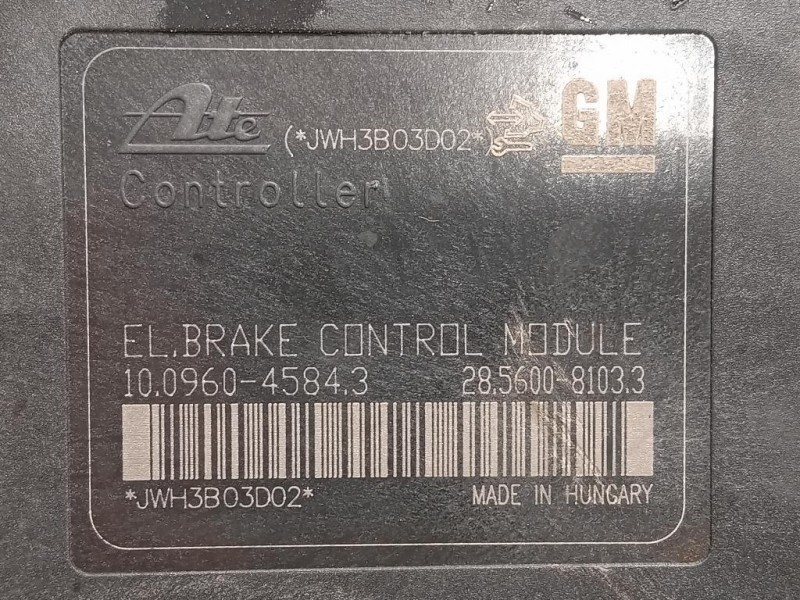 Ate (*JWH3B03D02*) GM
Controller
EL.BRAKE CONTROL MODULE
10.0960-4584.3 28.5600-8103.3
*JWH3B03D02* MADE IN HUNGARY